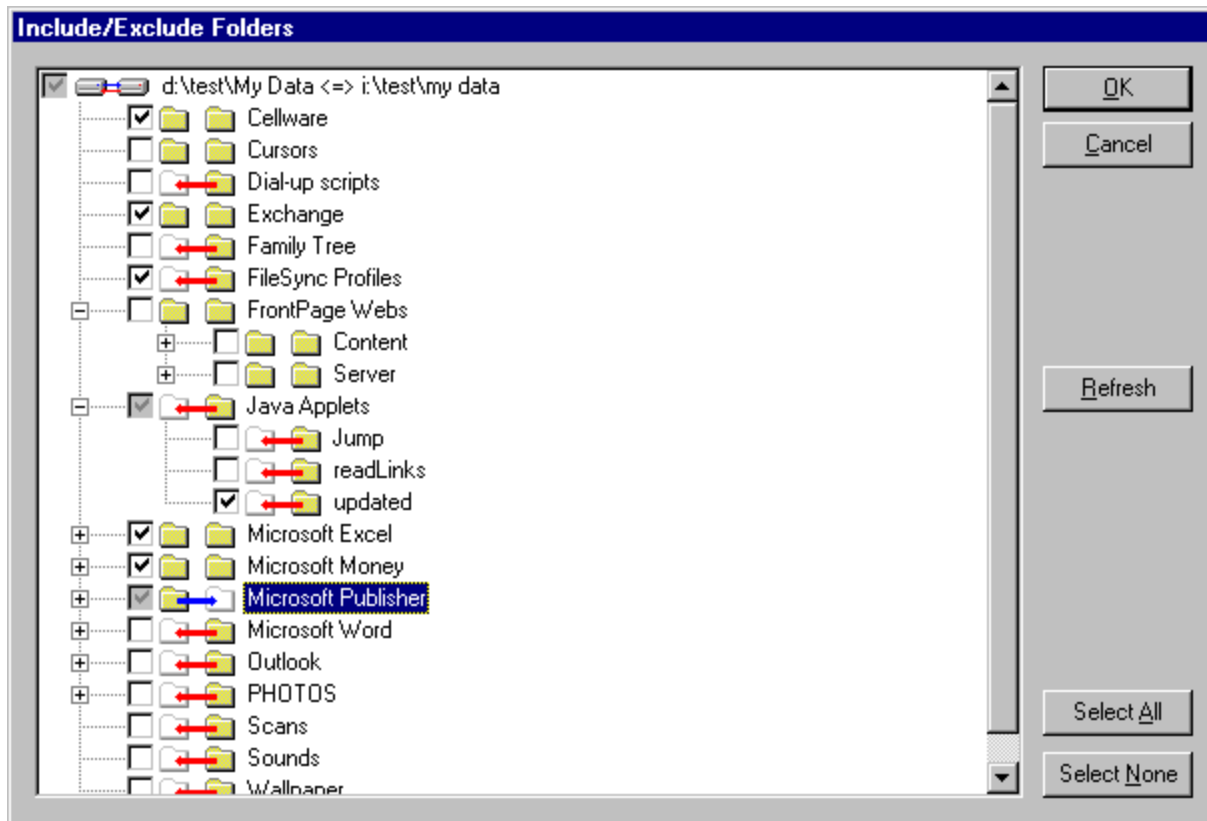 Include/Exclude Folders
d:\test\My Data <=> i:\test\my data
Cellware
Cursors
Dial-up scripts
Exchange
Family Tree
FileSync Profiles
FrontPage Webs
Content
Server
Java Applets
Jump
readLinks
updated
Microsoft Excel
Microsoft Money
Microsoft Publisher
Microsoft Word
Outlook
PHOTOS
Scans
Sounds
Wallpaper
OK
Cancel
Refresh
Select All
Select None